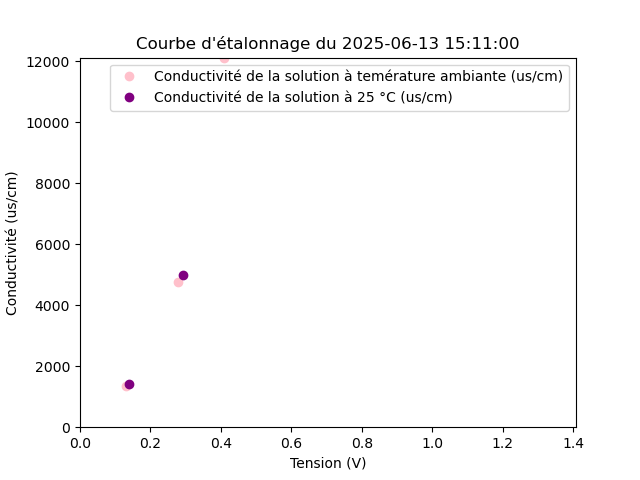 Courbe d'étalonnage du 2025-06-13 15:11:00
Conductivité de la solution à temérature ambiante (us/cm)
Conductivité de la solution à 25 °C (us/cm)
Conductivité (us/cm)
12000
10000
8000
6000
4000
2000
0
0.0 0.2 0.4 0.6 0.8 1.0 1.2 1.4
Tension (V)